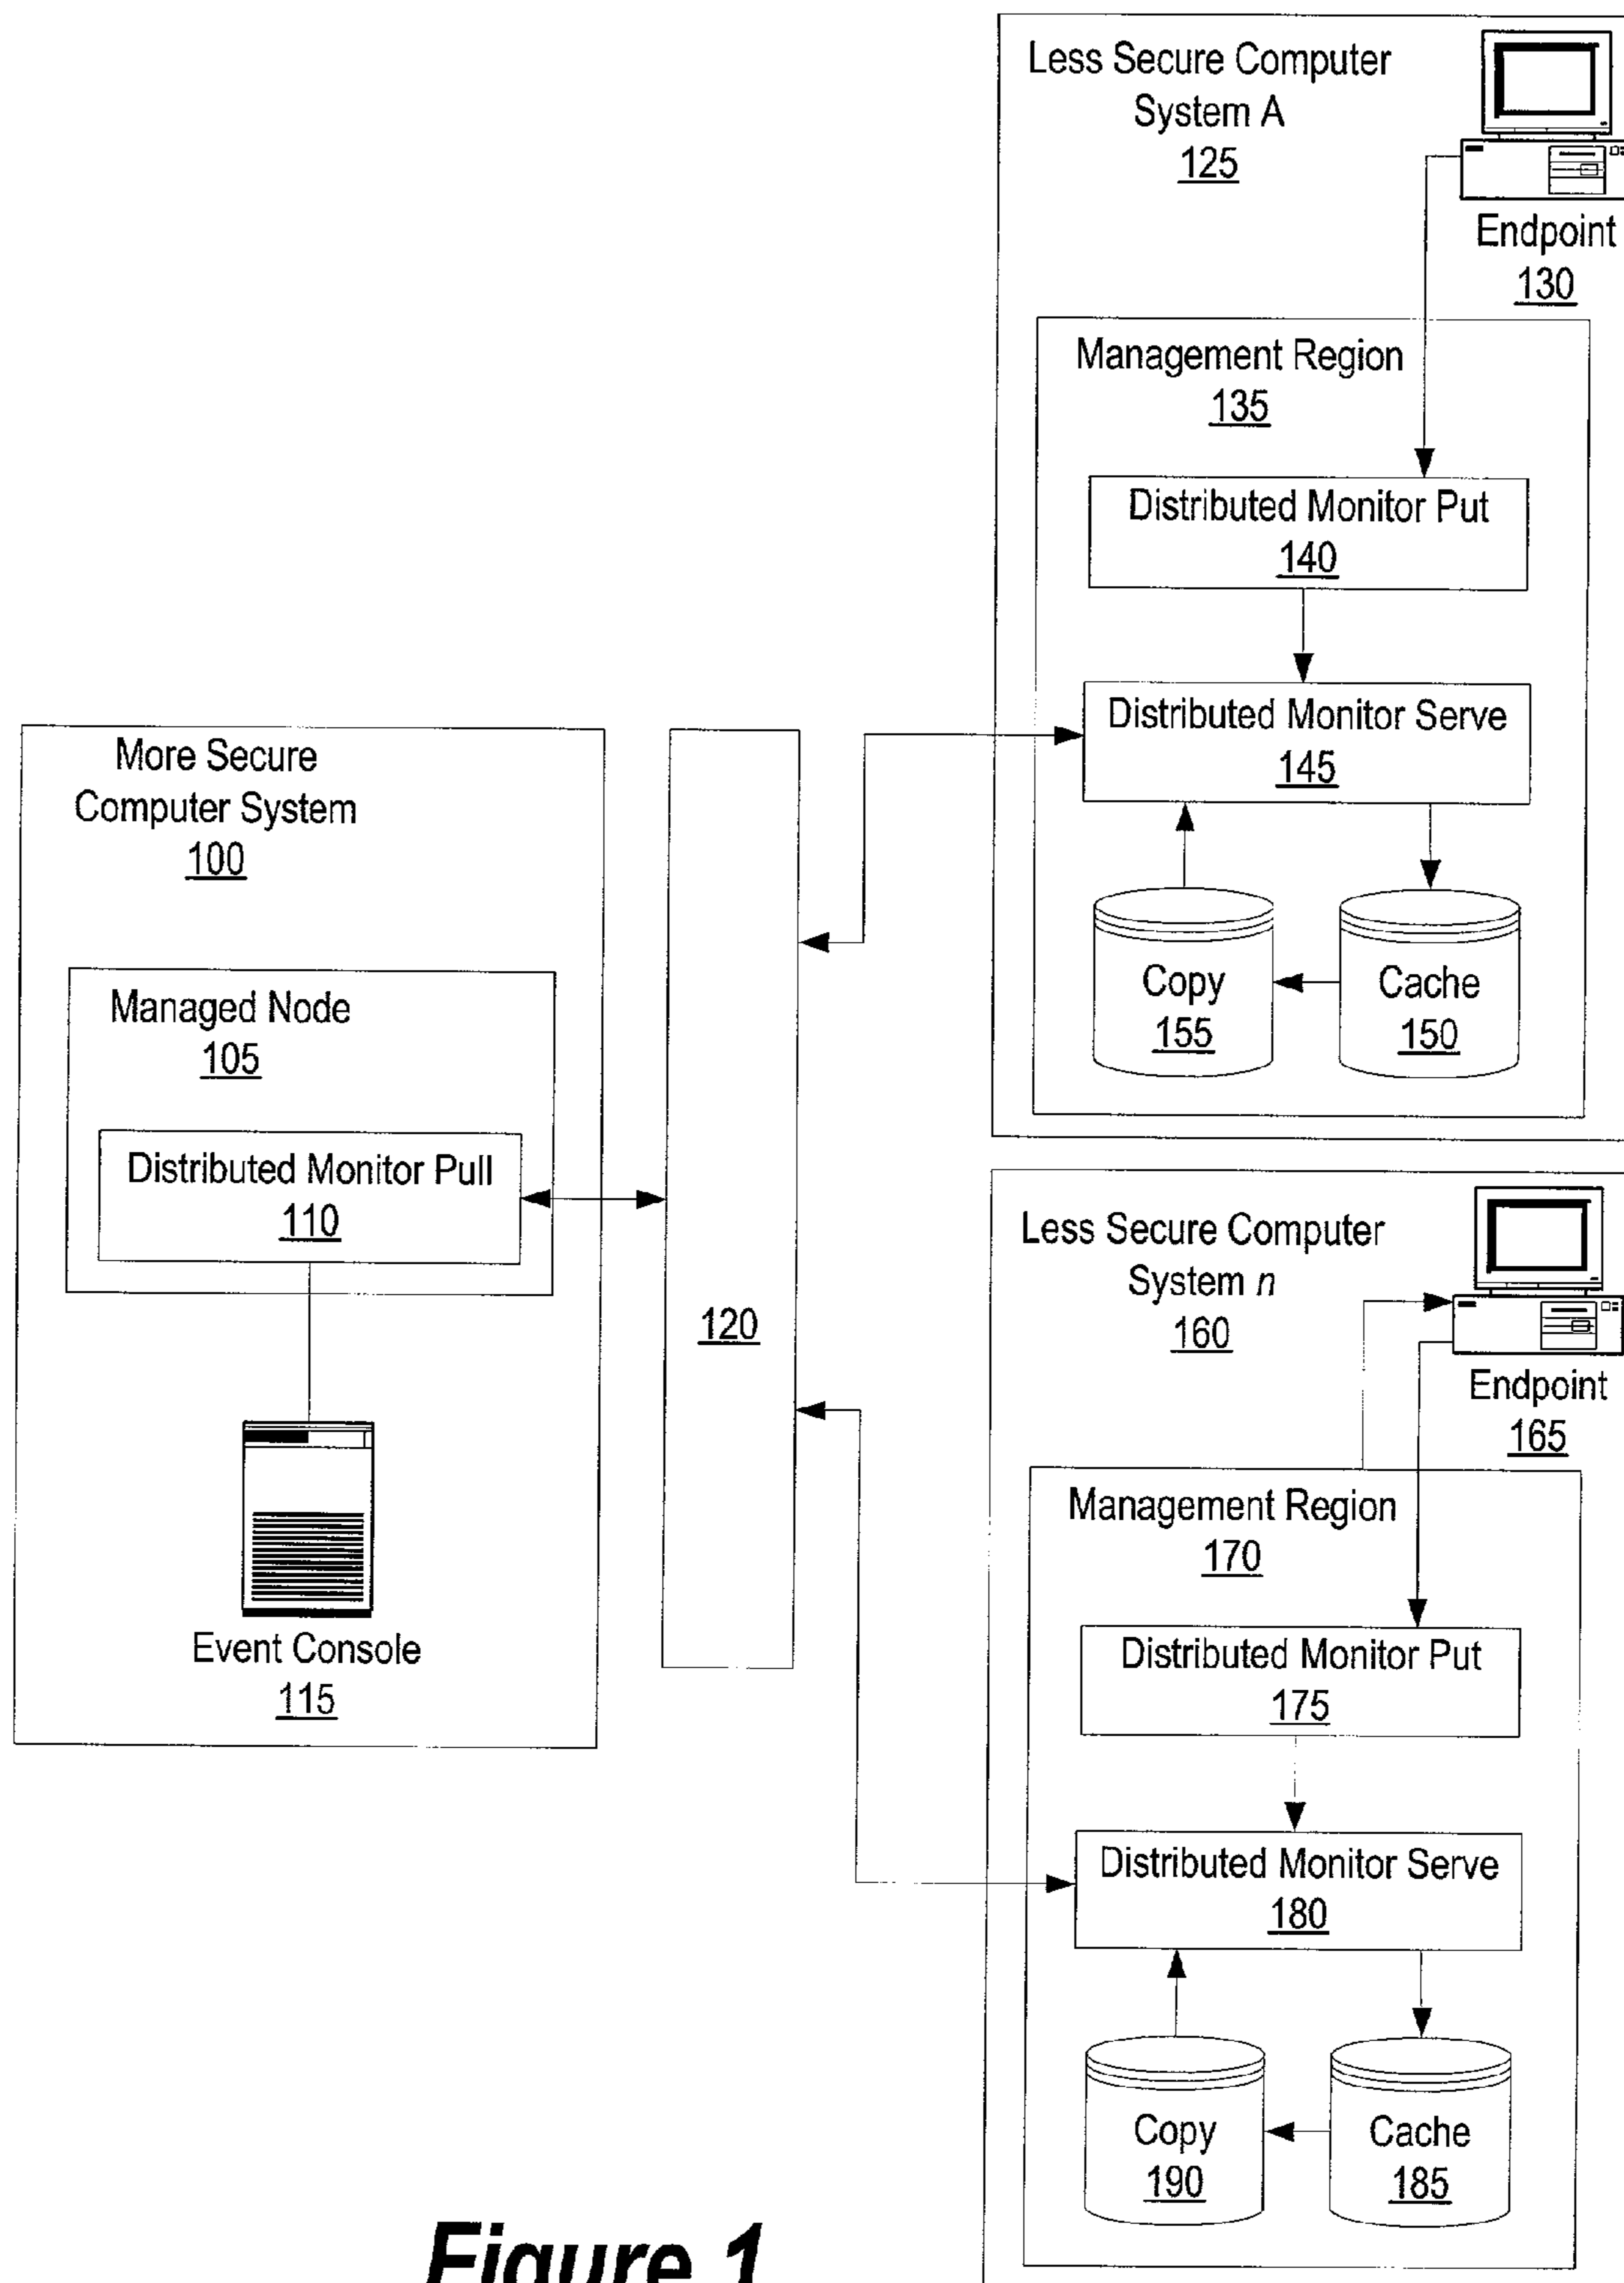 Less Secure Computer
System A
125
Endpoint
130
Management Region
135
Distributed Monitor Put
140
Distributed Monitor Serve
145
Copy
155
Cache
150
More Secure
Computer System
100
Managed Node
105
Distributed Monitor Pull
110
Event Console
115
120
Less Secure Computer
System n
160
Endpoint
165
Management Region
170
Distributed Monitor Put
175
Distributed Monitor Serve
180
Copy
190
Cache
185
Figure 1